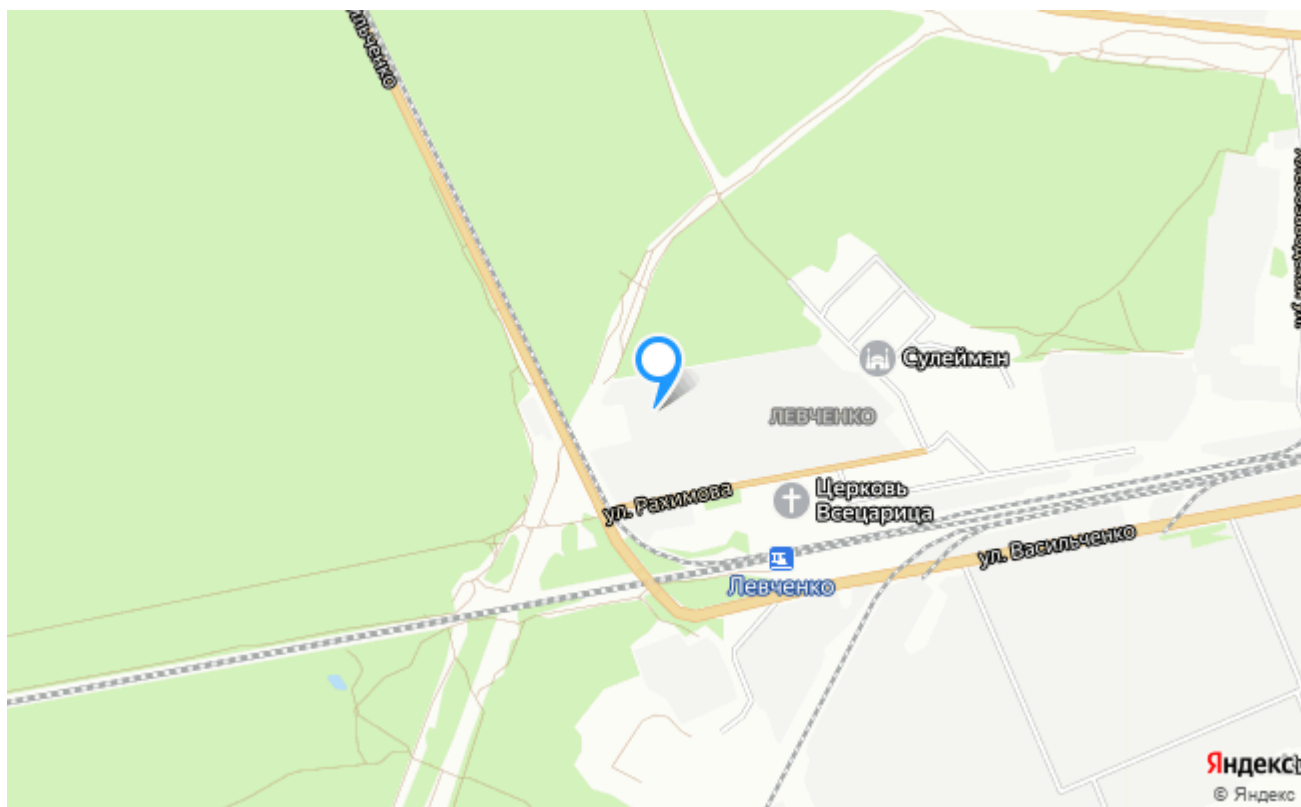 Сулейман
ЛЕВЧЕНКО
ул. Рахимова
Церковь
Всецарица
ул. Васильченко
Левченко
Яндекс
© Яндекс